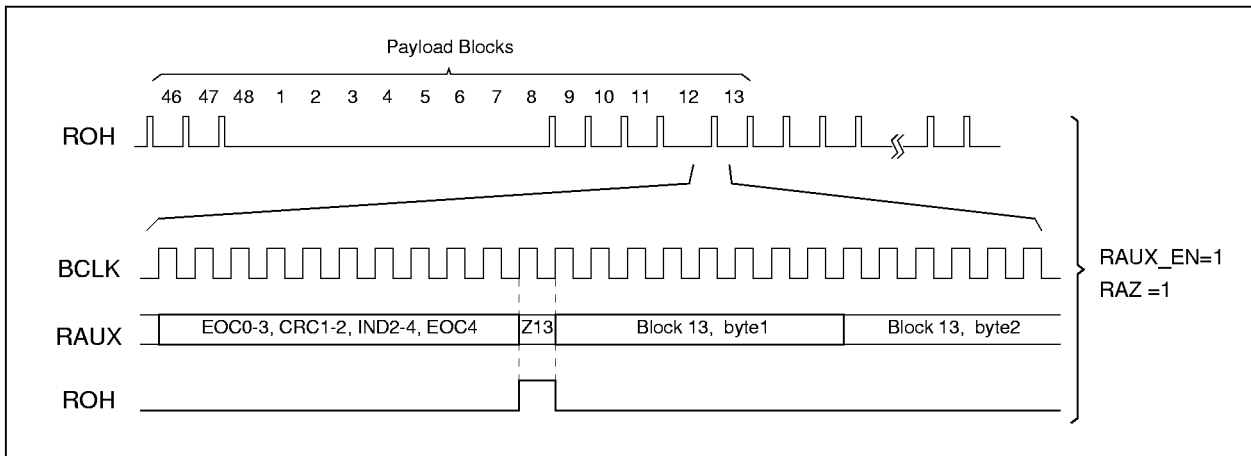 Payload Blocks
46 47 48 1 2 3 4 5 6 7 8 9 10 11 12 13
ROH
BCLK
RAUX_EN=1
RAZ =1
RAUX EOC0-3, CRC1-2, IND2-4, EOC4 Z13 Block 13, byte1 Block 13, byte2
ROH